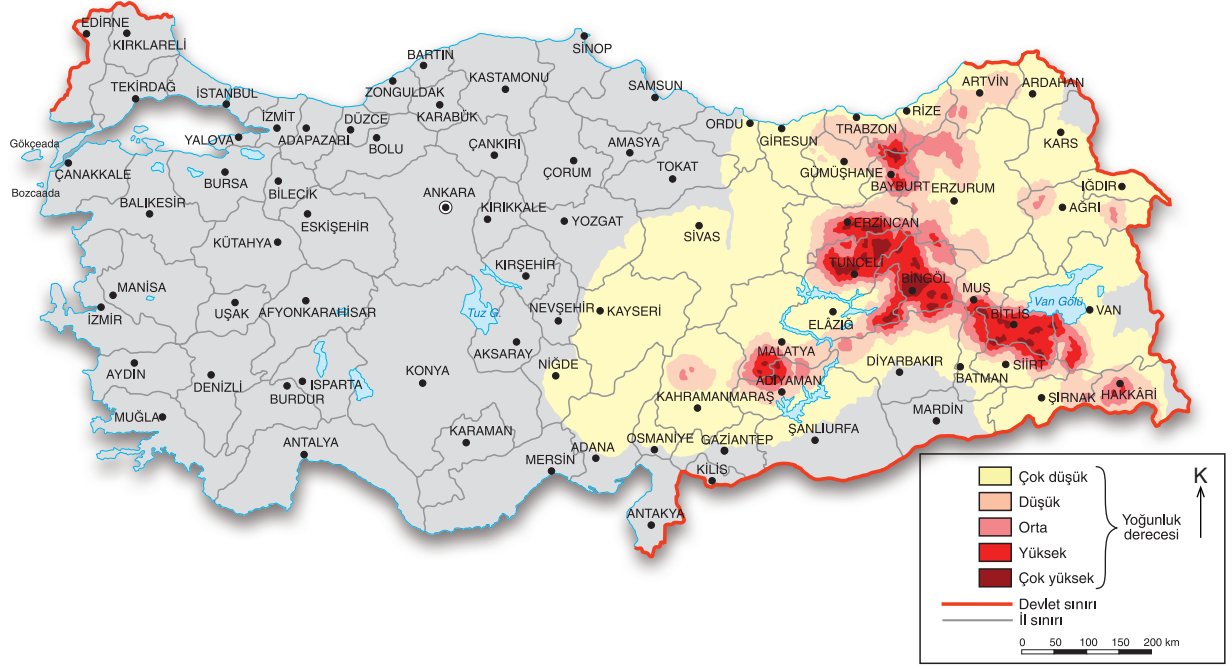 EDİRNE
KIRKLARELİ
TEKİRDAĞ
İSTANBUL
YALOVA
İZMİT
ADAPAZARI
DÜZCE
BOLU
ZONGULDAK
BARTIN
KARABÜK
KASTAMONU
SİNOP
SAMSUN
ORDU
GİRESUN
TRABZON
RİZE
ARTVİN
ARDAHAN
KARS
Gökçeada
Bozcaada
ÇANAKKALE
BALIKESİR
BURSA
BİLECİK
ESKİŞEHİR
KÜTAHYA
ANKARA
ÇANKIRI
KIRIKKALE
ÇORUM
AMASYA
TOKAT
YOZGAT
SİVAS
GÜMÜŞHANE
BAYBURT
ERZURUM
ERZİNCAN
IĞDIR
AĞRI
MANİSA
İZMİR
UŞAK
AFYONKARAHİSAR
KIRŞEHİR
NEVŞEHİR
KAYSERİ
Tuz G.
AKSARAY
NİĞDE
TUNCELİ
BİNGÖL
MUŞ
BİTLİS
Van Gölü
VAN
ELÂZIĞ
MALATYA
ADIYAMAN
DİYARBAKIR
BATMAN
SİİRT
ŞIRNAK
HAKKÂRİ
AYDIN
DENİZLİ
ISPARTA
BURDUR
KONYA
MUĞLA
ANTALYA
KARAMAN
MERSİN
ADANA
OSMANİYE
KAHRAMANMARAŞ
GAZİANTEP
KİLİS
ŞANLIURFA
MARDİN
ANTAKYA
Çok düşük
Düşük
Orta
Yüksek
Çok yüksek
Yoğunluk
derecesi
K
Devlet sınırı
İl sınırı
0 50 100 150 200 km